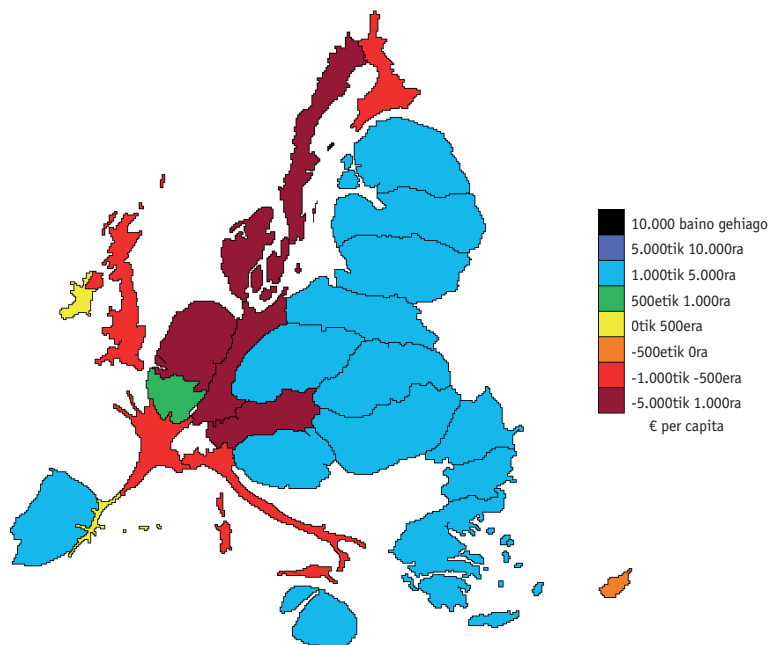 10.000 baino gehiago
5.000tik 10.000ra
1.000tik 5.000ra
500etik 1.000ra
0tik 500era
-500etik 0ra
-1.000tik -500era
-5.000tik 1.000ra
€ per capita